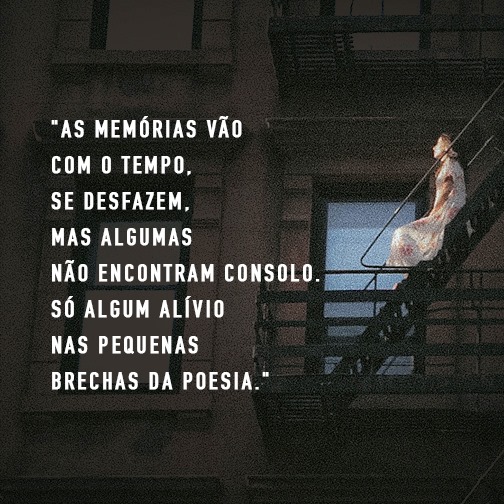 "AS MEMÓRIAS VÃO
COM O TEMPO,
SE DESFAZEM,
MAS ALGUMAS
NÃO ENCONTRAM CONSOLO.
SÓ ALGUM ALÍVIO
NAS PEQUENAS
BRECHAS DA POESIA."